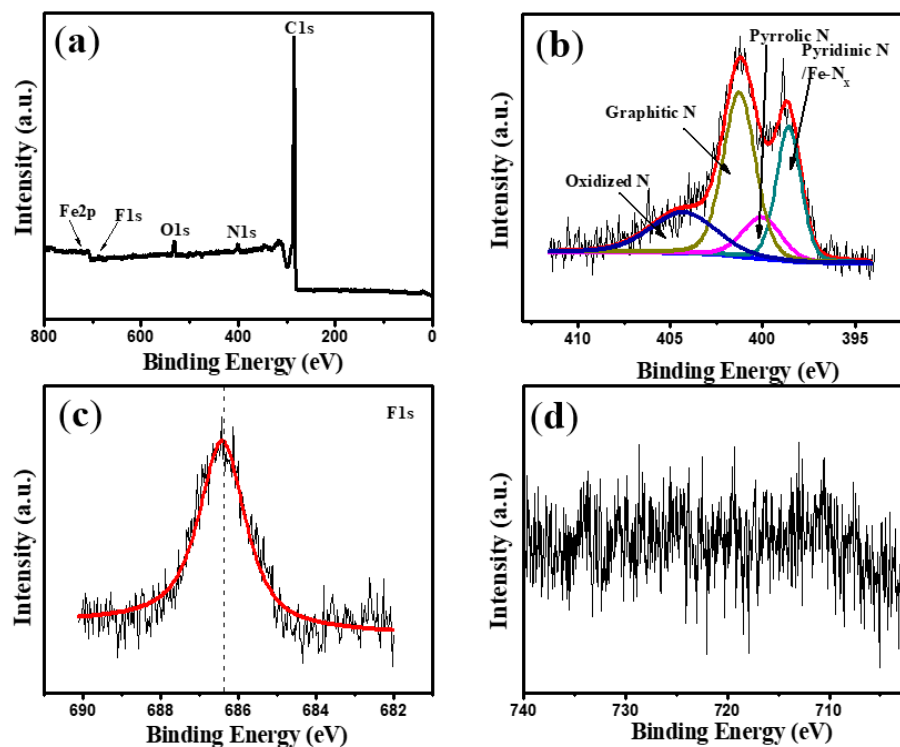 (a)
C1s
Fe2p
F1s
O1s
N1s
Intensity (a.u.)
800 600 400 200 0
Binding Energy (eV)
(b)
Pyrrolic N
Pyridinic N
/Fe-Nx
Graphitic N
Oxidized N
Intensity (a.u.)
410 405 400 395
Binding Energy (eV)
(c)
F1s
Intensity (a.u.)
690 688 686 684 682
Binding Energy (eV)
(d)
Intensity (a.u.)
740 730 720 710
Binding Energy (eV)